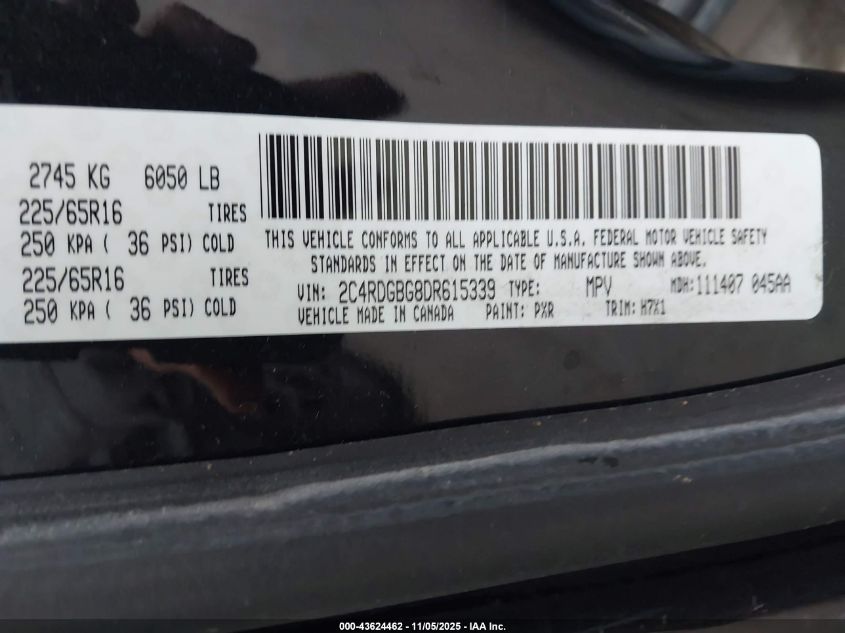 2745 KG 6050 LB
225/65R16 TIRES
250 KPA ( 36 PSI) COLD
225/65R16 TIRES
250 KPA ( 36 PSI) COLD
THIS VEHICLE CONFORMS TO ALL APPLICABLE U.S.A. FEDERAL MOTOR VEHICLE SAFETY
STANDARDS IN EFFECT ON THE DATE OF MANUFACTURE SHOWN ABOVE.
VIN: 2C4RDGBG8DR615339 TYPE: MPV MDH:111407 045AA
VEHICLE MADE IN CANADA PAINT: PXR TRIM: H7X1
000-43624462 - 11/05/2025 - IAA Inc.